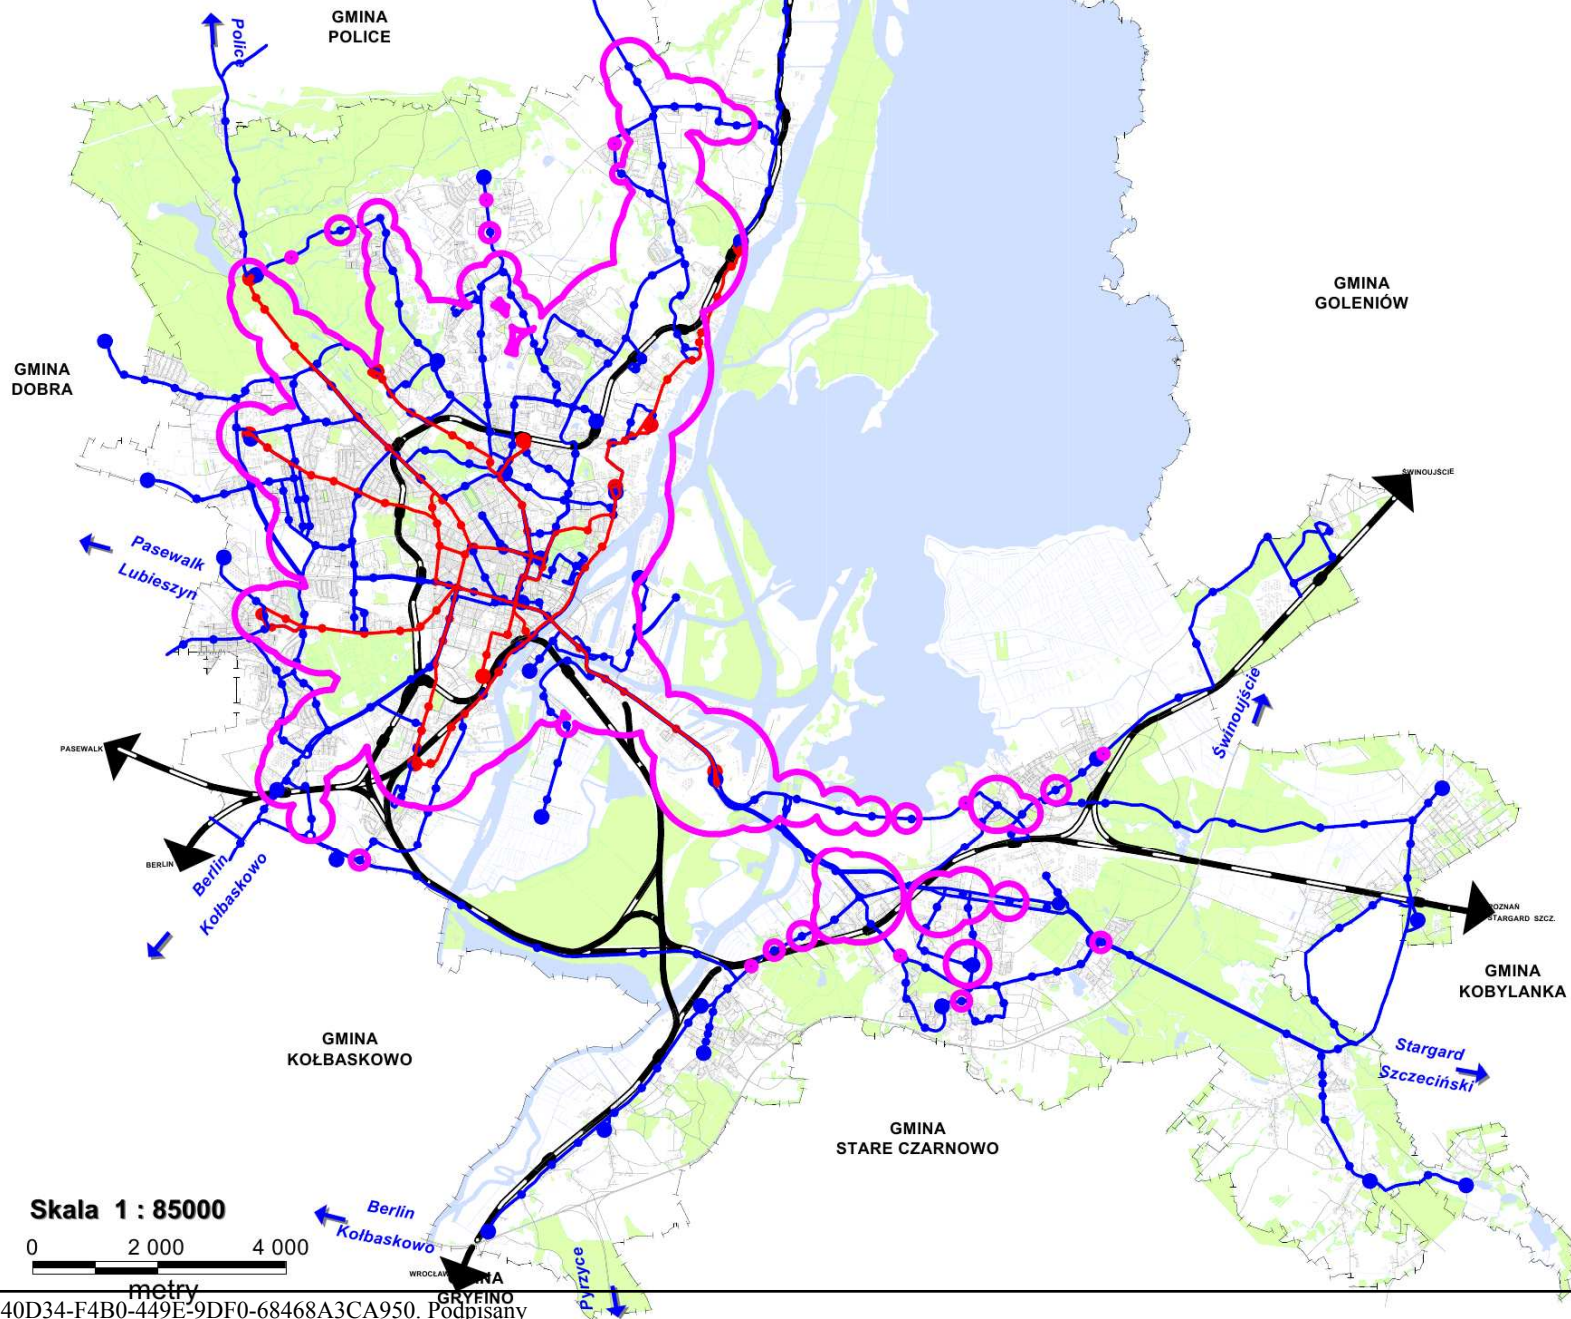 GMINA
POLICE
Police
GMINA
GOLENIÓW
GMINA
DOBRA
ŚWINOUJŚCIE
Pasewalk
Lubieszyn
Świnoujście
PASEWALK
BERLIN
Berlin
Kołbaskowo
POZNAŃ
STARGARD SZCZ.
GMINA
KOBYLANKA
GMINA
KOŁBASKOWO
Stargard
Szczeciński
GMINA
STARE CZARNOWO
Skala 1 : 85000
0 2 000 4 000
metry
Berlin
Kołbaskowo
WROCŁAW
GMINA
GRYFINO
Pyrzyce
40D34-F4B0-449E-9DF0-68468A3CA950. Podpisany